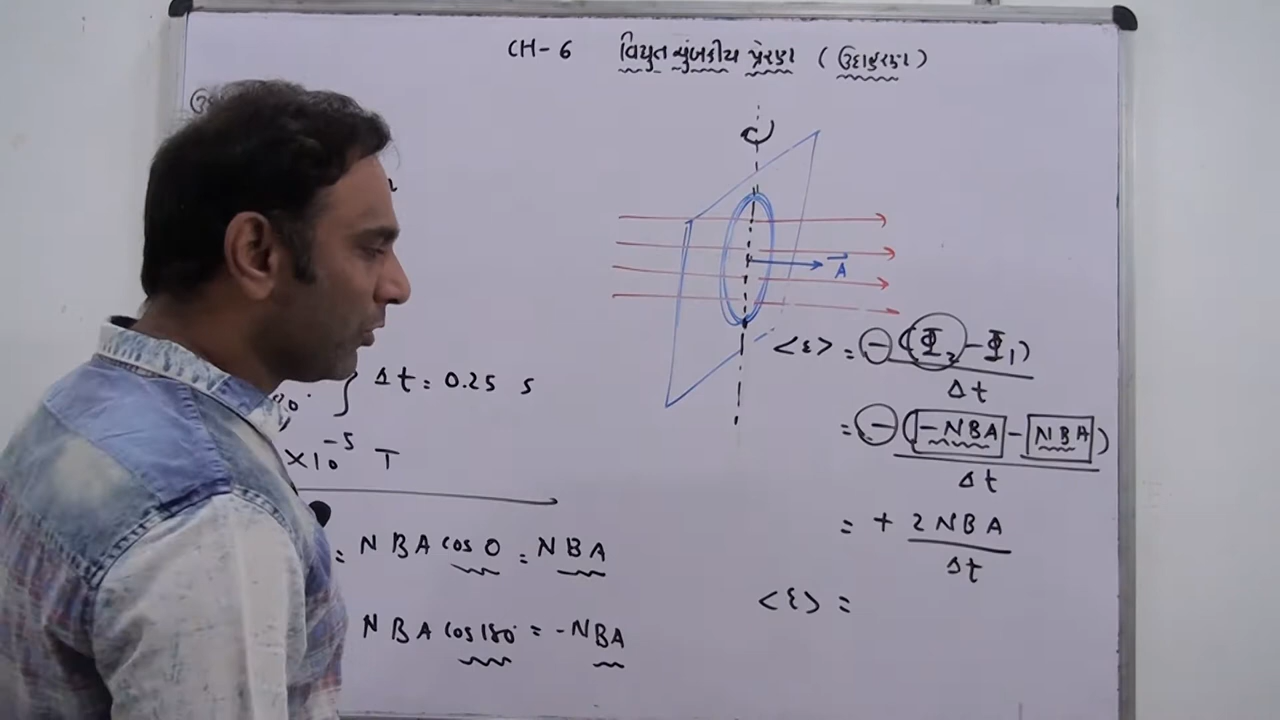 CH-6 વિદ્યુત ચુંબકીય પ્રેરણ (ઉદાહરણ)
A⃗
Δt = 0.25 s
×10⁻⁵ T
= NBA cos 0 = NBA
NBA cos 180° = -NBA
<ε> = -(Φ₂ - Φ₁)
Δt
= -(-NBA - NBA)
Δt
= + 2NBA
Δt
<ε> =